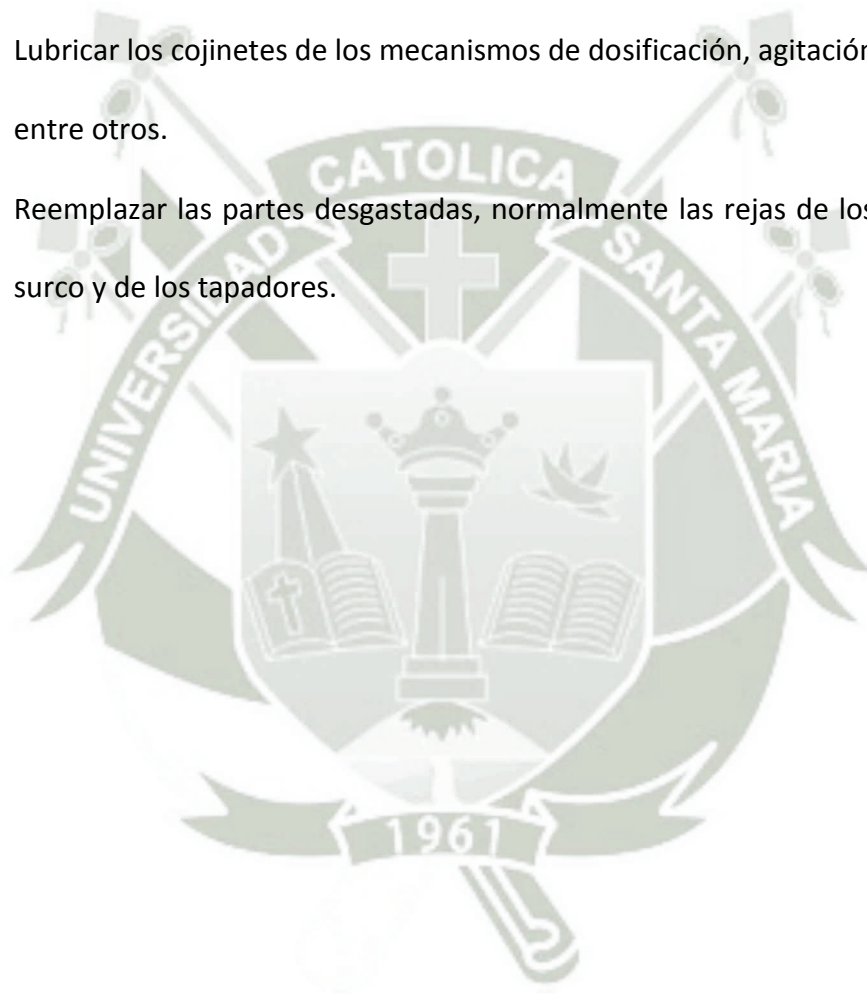 Lubricar los cojinetes de los mecanismos de dosificación, agitación
entre otros.
CATOLICA
Reemplazar las partes desgastadas, normalmente las rejas de los
UNIVERSIDAD
SANTA MARIA
surco y de los tapadores.
1961